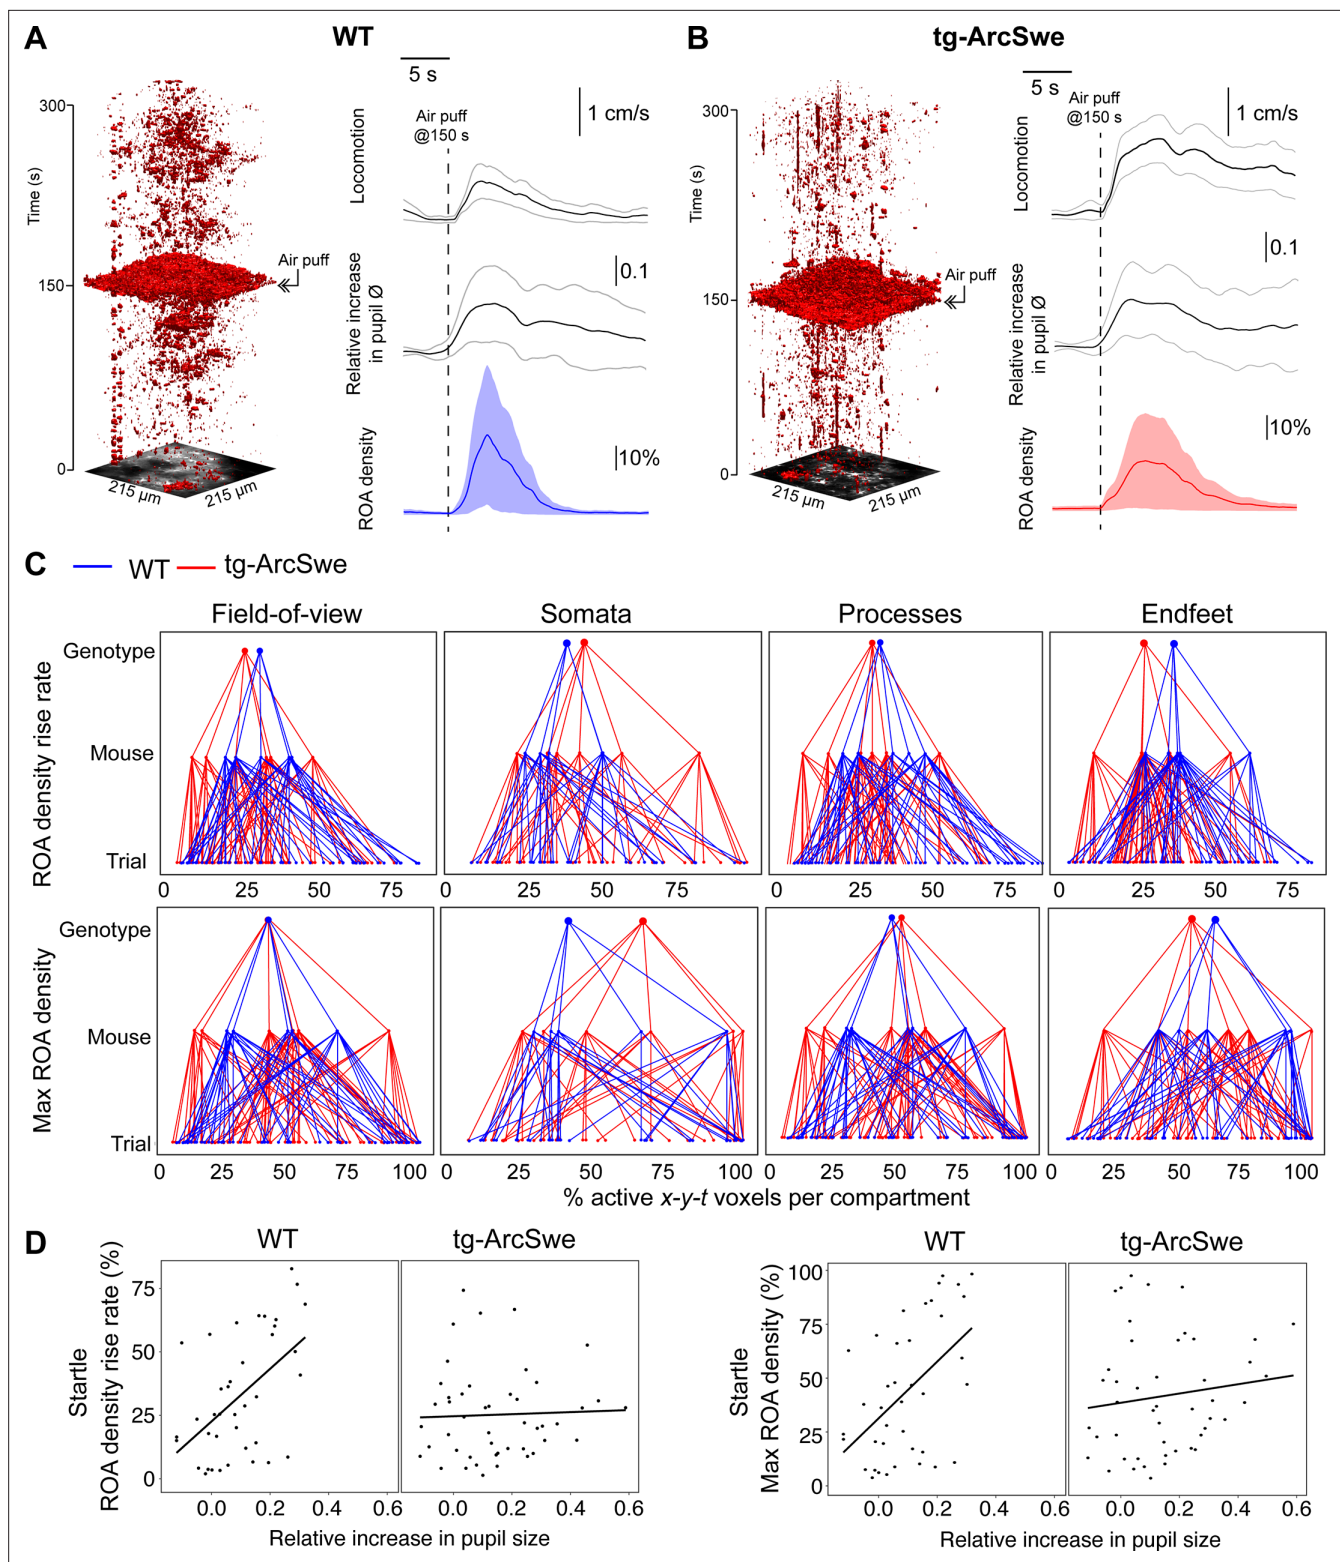 A
WT
5 s
Air puff
@150 s
1 cm/s
Locomotion
Relative increase
in pupil Ø
0.1
ROA density
10%
Time (s)
300
150
0
Air puff
215 µm
215 µm
B
tg-ArcSwe
5 s
Air puff
@150 s
1 cm/s
Locomotion
Relative increase
in pupil Ø
0.1
ROA density
10%
Time (s)
300
150
0
Air puff
215 µm
215 µm
C
WT
tg-ArcSwe
Field-of-view
Somata
Processes
Endfeet
ROA density rise rate
Genotype
Mouse
Trial
0 25 50 75
0 25 50 75
0 25 50 75
0 25 50 75
Max ROA density
Genotype
Mouse
Trial
0 25 50 75 100
0 25 50 75 100
0 25 50 75 100
0 25 50 75 100
% active x-y-t voxels per compartment
D
WT
tg-ArcSwe
Startle
ROA density rise rate (%)
75
50
25
0
0.0 0.2 0.4 0.6
0.0 0.2 0.4 0.6
Relative increase in pupil size
WT
tg-ArcSwe
Startle
Max ROA density (%)
100
75
50
25
0
0.0 0.2 0.4 0.6
0.0 0.2 0.4 0.6
Relative increase in pupil size